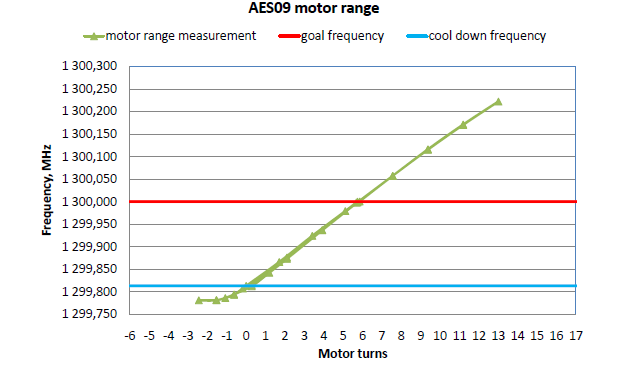 AES09 motor range
motor range measurement goal frequency cool down frequency
1 300,300
1 300,250
1 300,200
1 300,150
1 300,100
1 300,050
1 300,000
1 299,950
1 299,900
1 299,850
1 299,800
1 299,750
Frequency, MHz
-6 -5 -4 -3 -2 -1 0 1 2 3 4 5 6 7 8 9 10 11 12 13 14 15 16 17
Motor turns